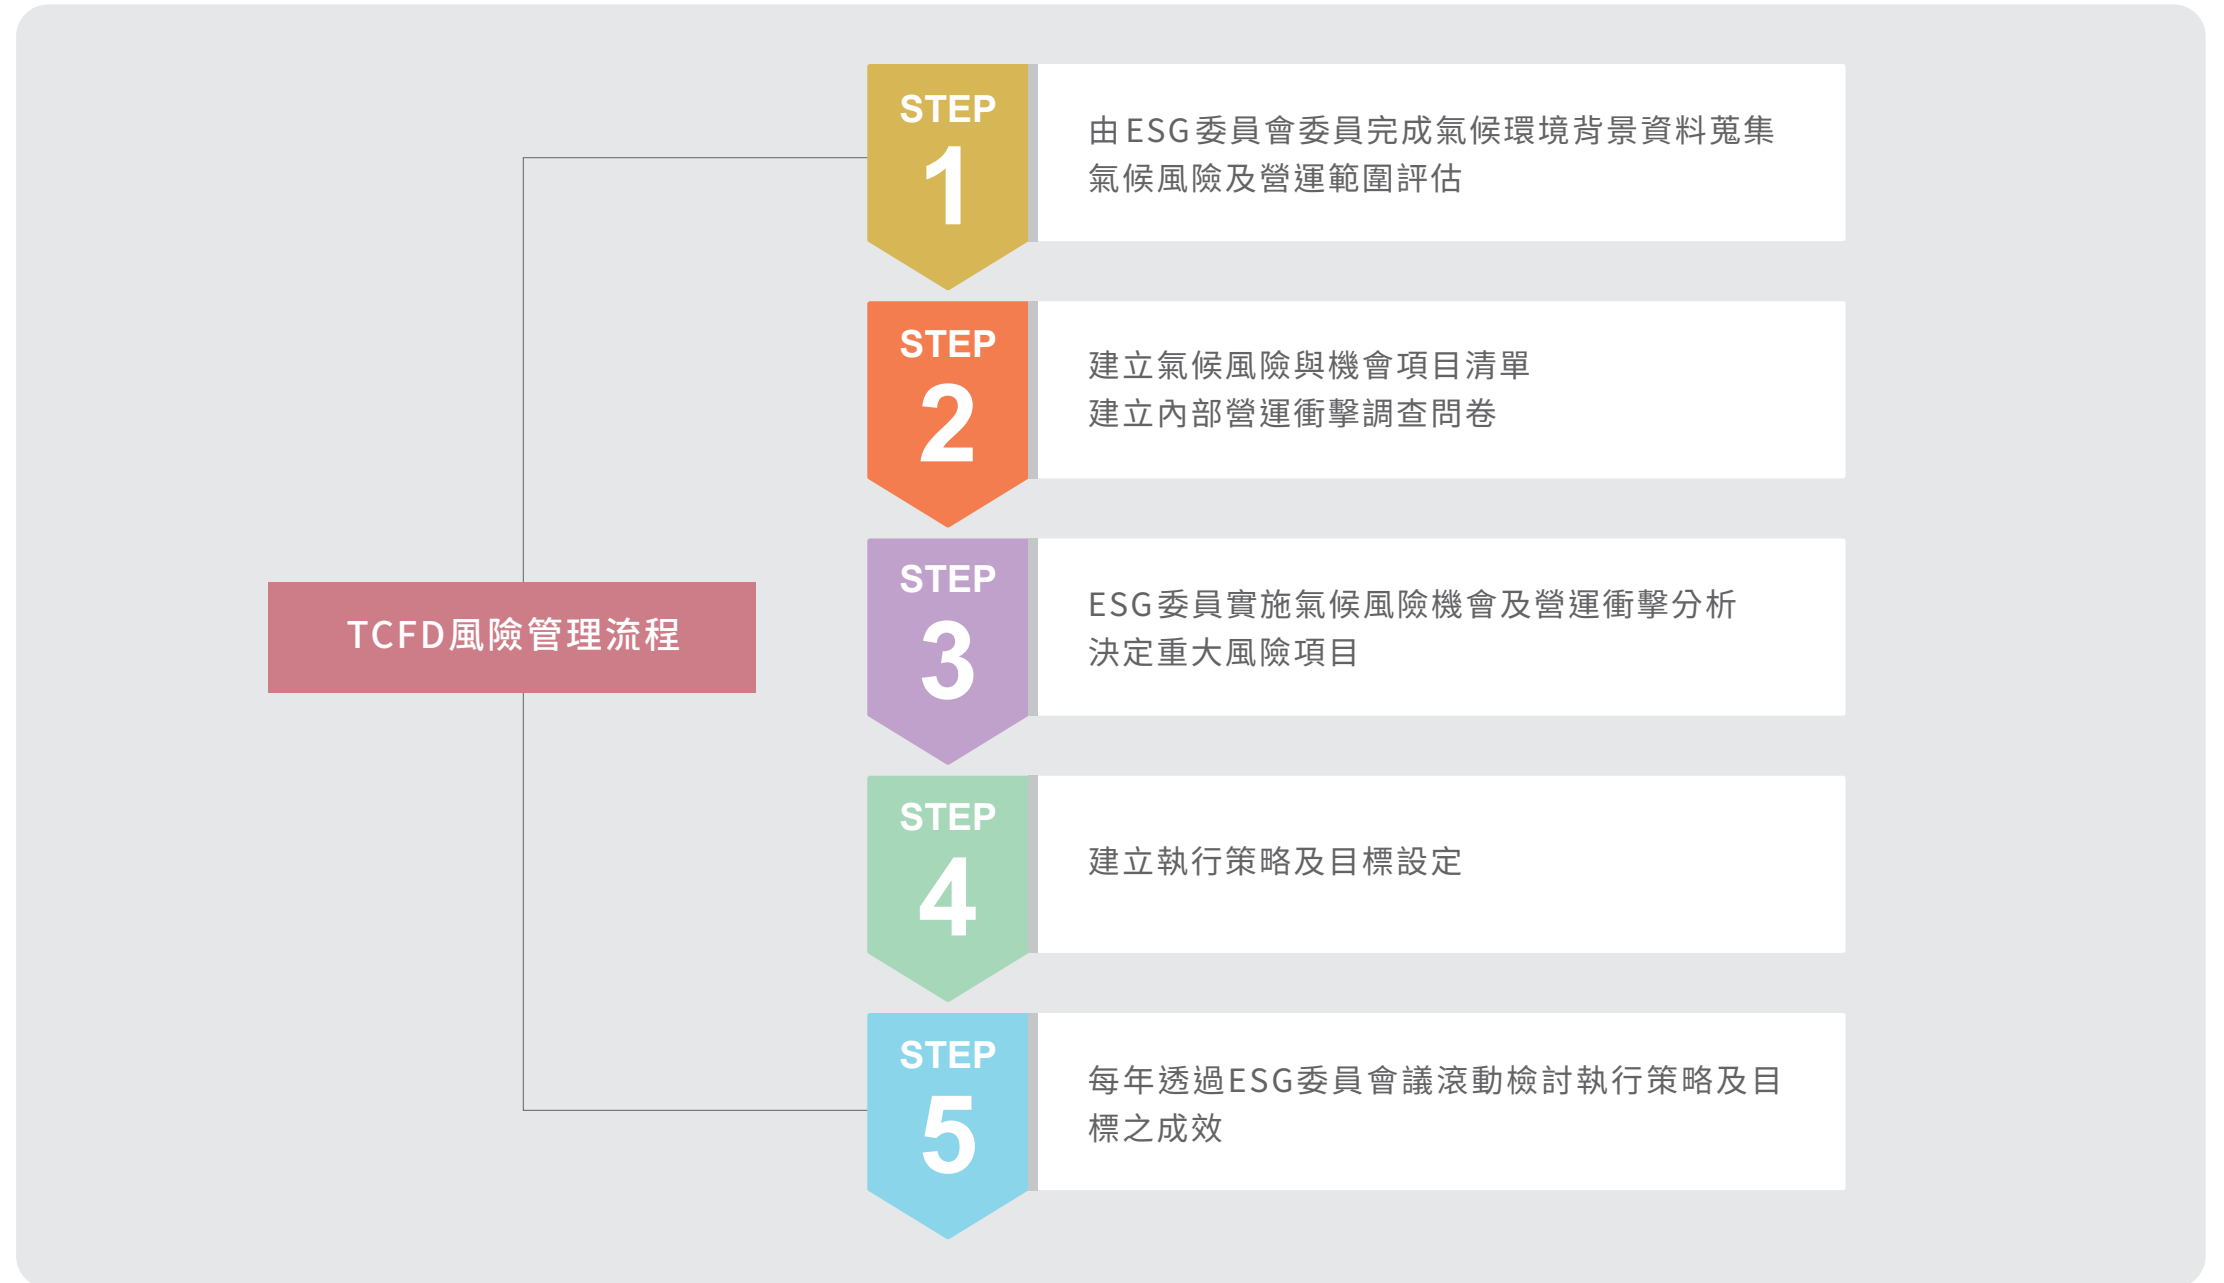 TCFD風險管理流程
STEP
1
由ESG委員會委員完成氣候環境背景資料蒐集
氣候風險及營運範圍評估
STEP
2
建立氣候風險與機會項目清單
建立內部營運衝擊調查問卷
STEP
3
ESG委員實施氣候風險機會及營運衝擊分析
決定重大風險項目
STEP
4
建立執行策略及目標設定
STEP
5
每年透過ESG委員會議滾動檢討執行策略及目
標之成效